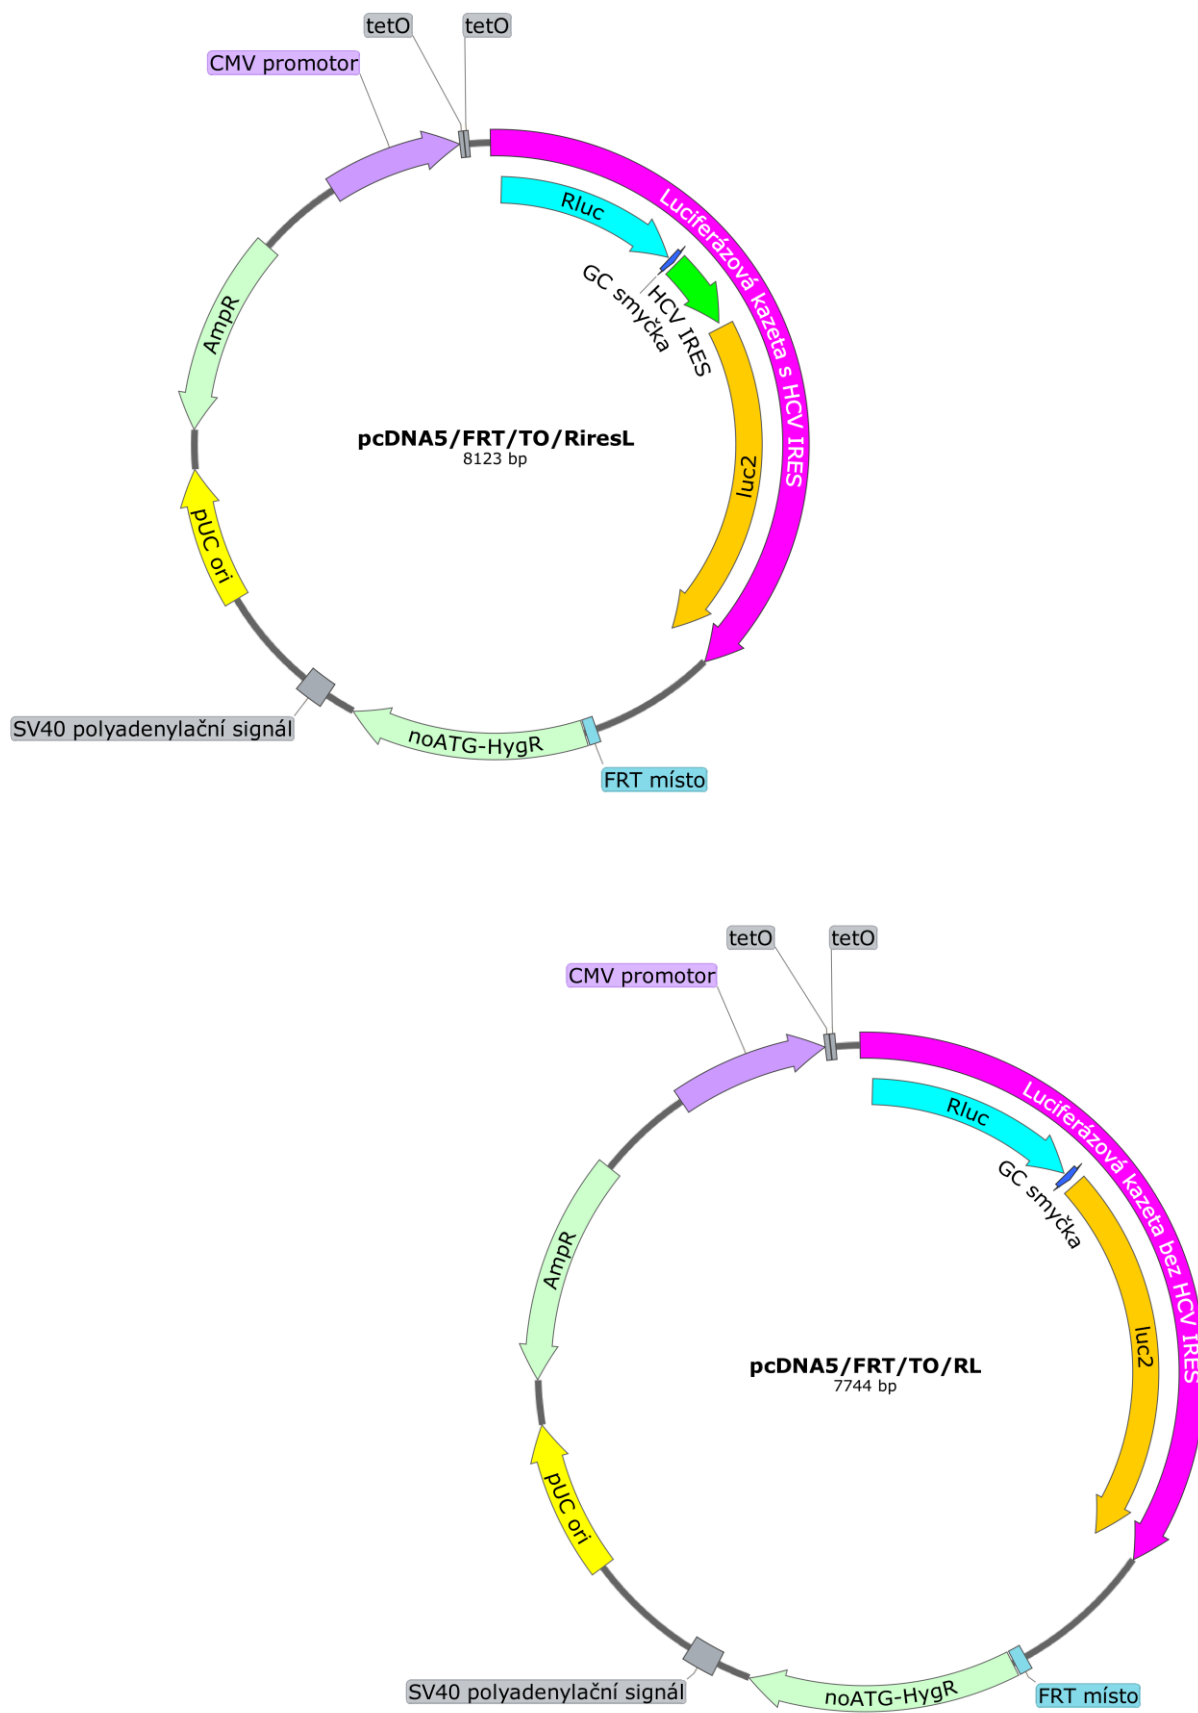 tetO
tetO
CMV promotor
Luciferázová kazeta s HCV IRES
Rluc
GC smyčka
HCV IRES
AmpR
pcDNA5/FRT/TO/RiresL
8123 bp
luc2
pUC ori
SV40 polyadenylační signál
noATG-HygR
FRT místo
tetO
tetO
CMV promotor
Luciferázová kazeta bez HCV IRES
Rluc
GC smyčka
AmpR
luc2
pcDNA5/FRT/TO/RL
7744 bp
pUC ori
SV40 polyadenylační signál
noATG-HygR
FRT místo